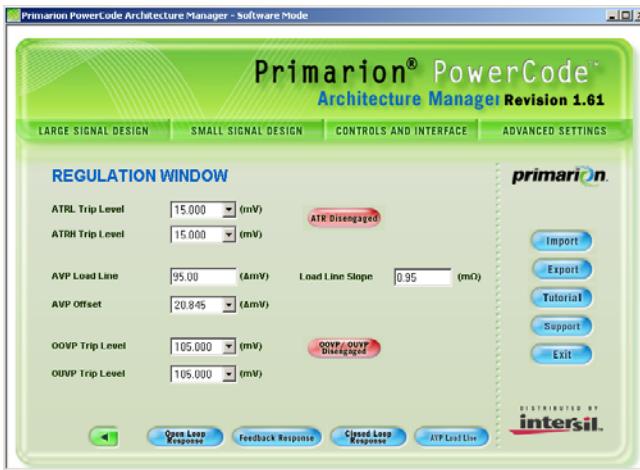 Primarion PowerCode Architecture Manager - Software Mode
Primarion® PowerCode™
Architecture Manager Revision 1.61
LARGE SIGNAL DESIGN SMALL SIGNAL DESIGN CONTROLS AND INTERFACE ADVANCED SETTINGS
REGULATION WINDOW
primarion.
ATRL Trip Level 15.000 (mV)
ATR Disengaged
ATRH Trip Level 15.000 (mV)
Import
AVP Load Line 95.00 (ΔmV) Load Line Slope 0.95 (mΩ)
Export
AVP Offset 20.845 (ΔmV)
Tutorial
Support
OOVP Trip Level 105.000 (mV)
OOVP/OUVP Disengaged
Exit
OUVP Trip Level 105.000 (mV)
DISTRIBUTED BY
intersil.
Open Loop Response Feedback Response Closed Loop Response AVP Load Line